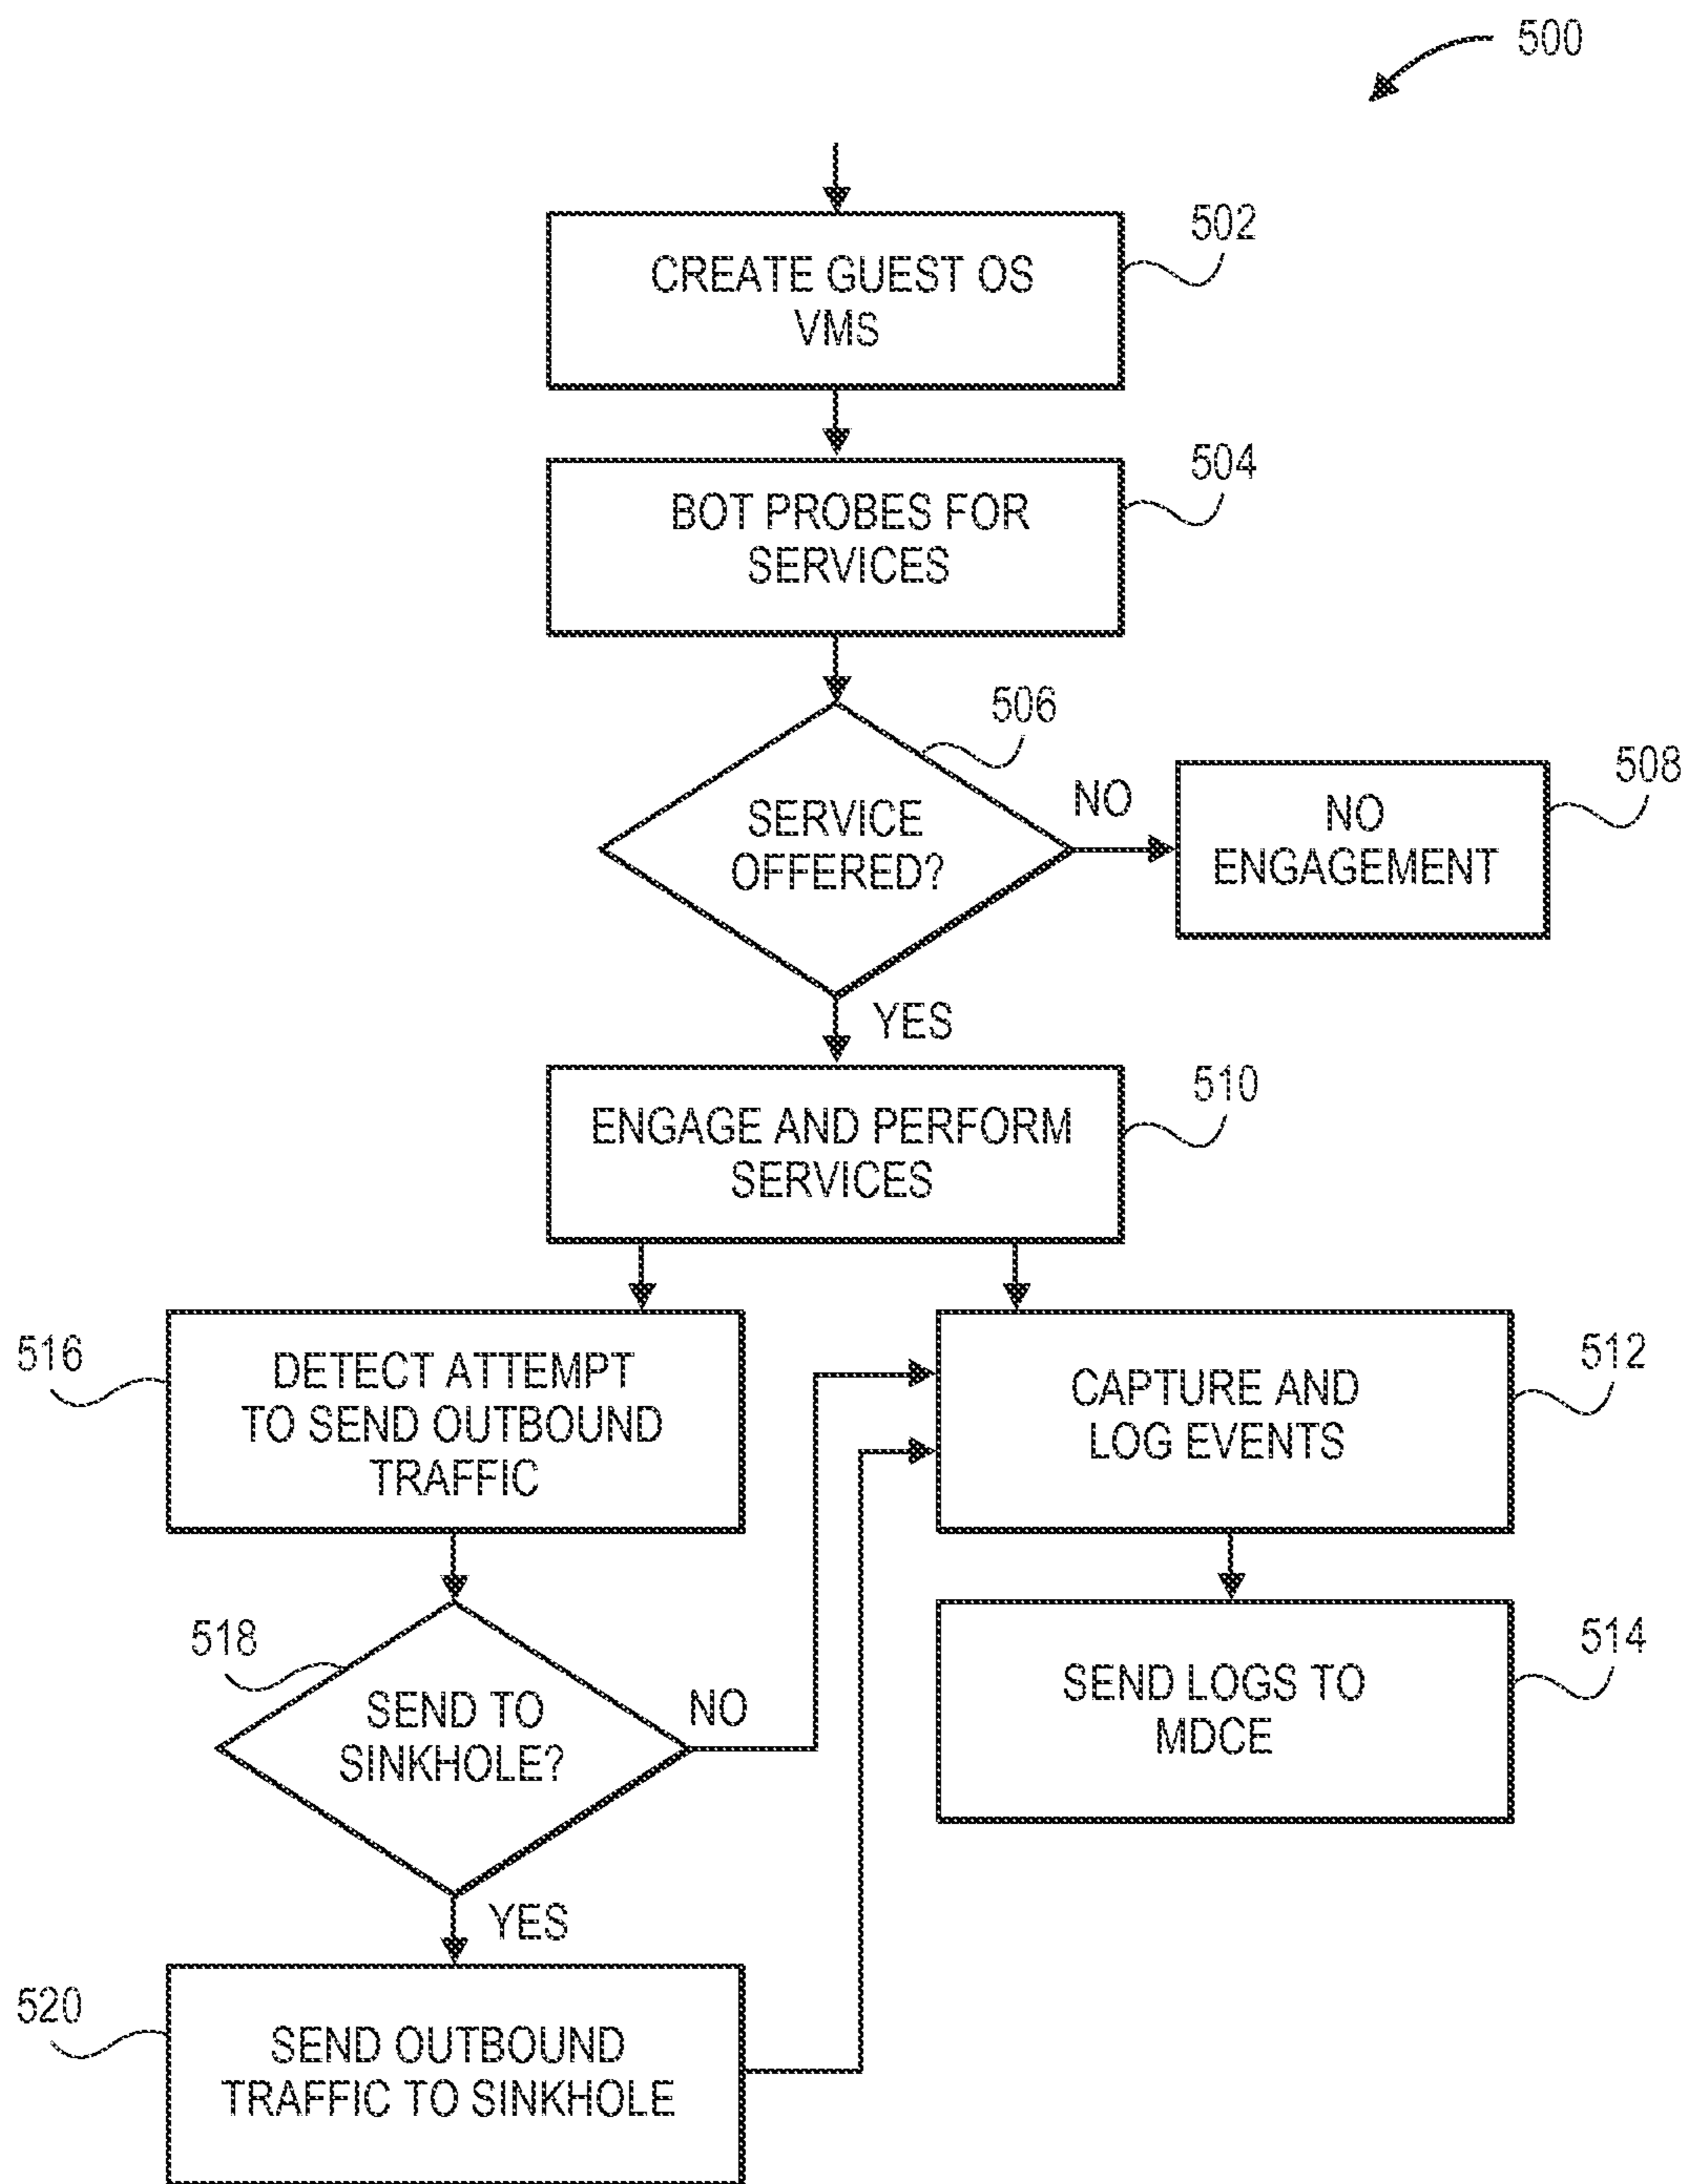 500
CREATE GUEST OS
VMS
502
BOT PROBES FOR
SERVICES
504
506
SERVICE
OFFERED?
NO
NO
ENGAGEMENT
508
YES
ENGAGE AND PERFORM
SERVICES
510
516
DETECT ATTEMPT
TO SEND OUTBOUND
TRAFFIC
CAPTURE AND
LOG EVENTS
512
518
SEND TO
SINKHOLE?
NO
SEND LOGS TO
MDCE
514
YES
520
SEND OUTBOUND
TRAFFIC TO SINKHOLE